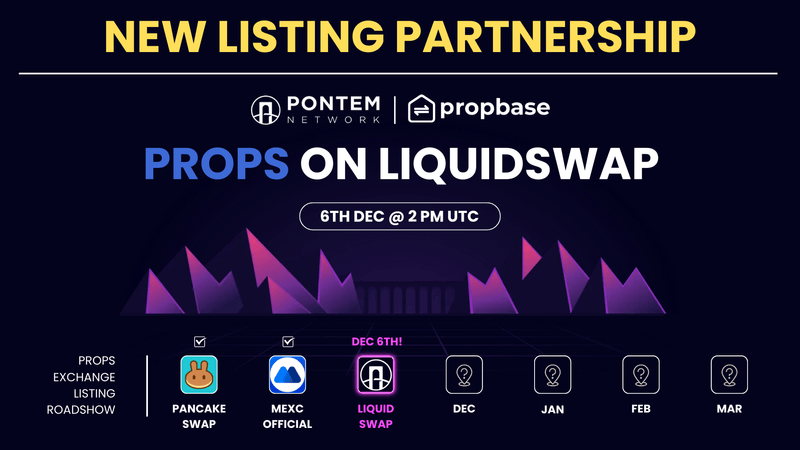 NEW LISTING PARTNERSHIP
PONTEM
NETWORK
propbase
PROPS ON LIQUIDSWAP
6TH DEC @ 2 PM UTC
DEC 6TH!
PROPS
EXCHANGE
LISTING
ROADSHOW
PANCAKE
SWAP
MEXC
OFFICIAL
LIQUID
SWAP
DEC
JAN
FEB
MAR